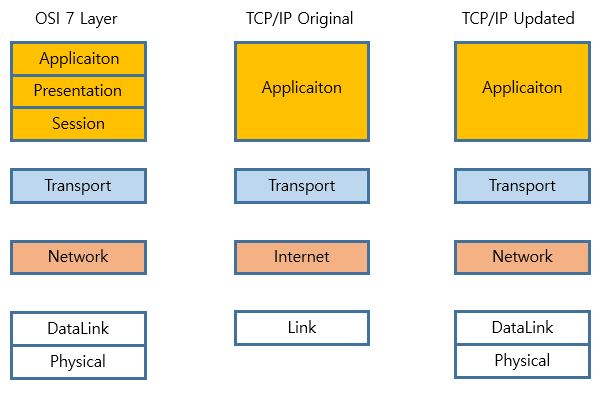 OSI 7 Layer
Applicaiton
Presentation
Session
Transport
Network
DataLink
Physical
TCP/IP Original
Applicaiton
Transport
Internet
Link
TCP/IP Updated
Applicaiton
Transport
Network
DataLink
Physical